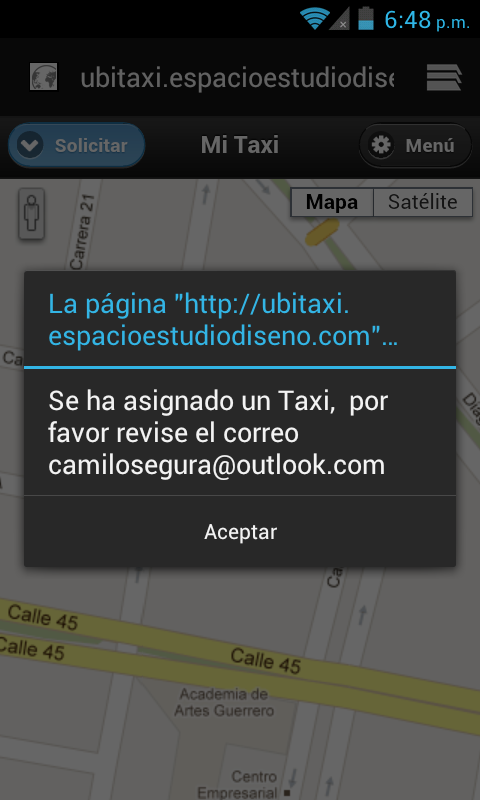 6:48 p.m.
ubitaxi.espacioestudiodise
Solicitar
Mi Taxi
Menú
Mapa
Satélite
Carrera 21
La página "http://ubitaxi.
espacioestudiodiseno.com"...
Se ha asignado un Taxi,  por
favor revise el correo
camilosegura@outlook.com
Aceptar
Calle 45
Calle 45
Calle 45
Academia de
Artes Guerrero
Centro
Empresarial